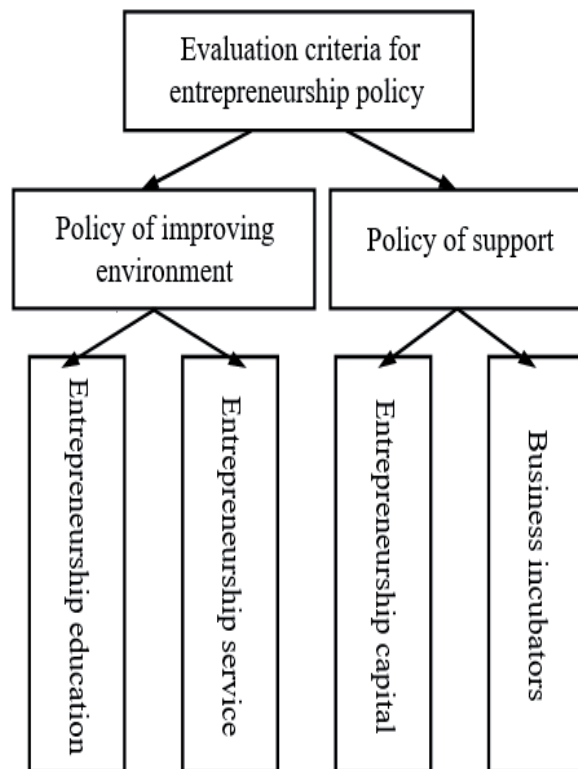 Evaluation criteria for
entrepreneurship policy
Policy of improving
environment
Policy of support
Entrepreneurship education
Entrepreneurship service
Entrepreneurship capital
Business incubators